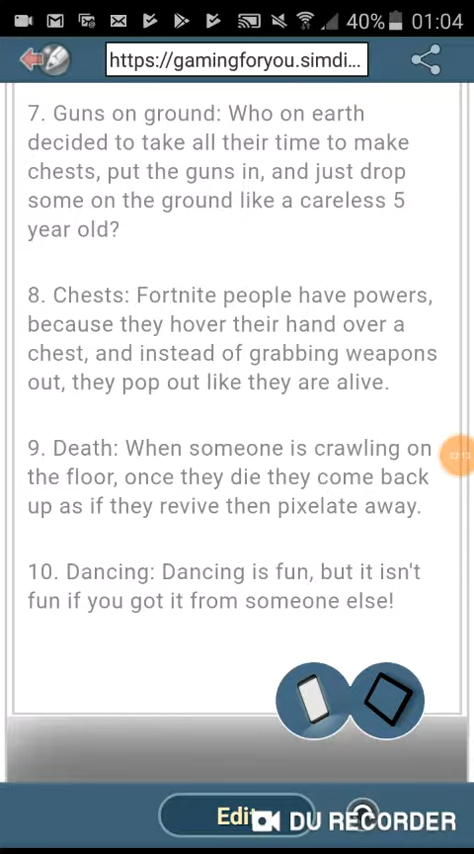 40% 01:04
https://gamingforyou.simdi...
7. Guns on ground: Who on earth
decided to take all their time to make
chests, put the guns in, and just drop
some on the ground like a careless 5
year old?
8. Chests: Fortnite people have powers,
because they hover their hand over a
chest, and instead of grabbing weapons
out, they pop out like they are alive.
9. Death: When someone is crawling on
the floor, once they die they come back
up as if they revive then pixelate away.
10. Dancing: Dancing is fun, but it isn't
fun if you got it from someone else!
Edit
DU RECORDER